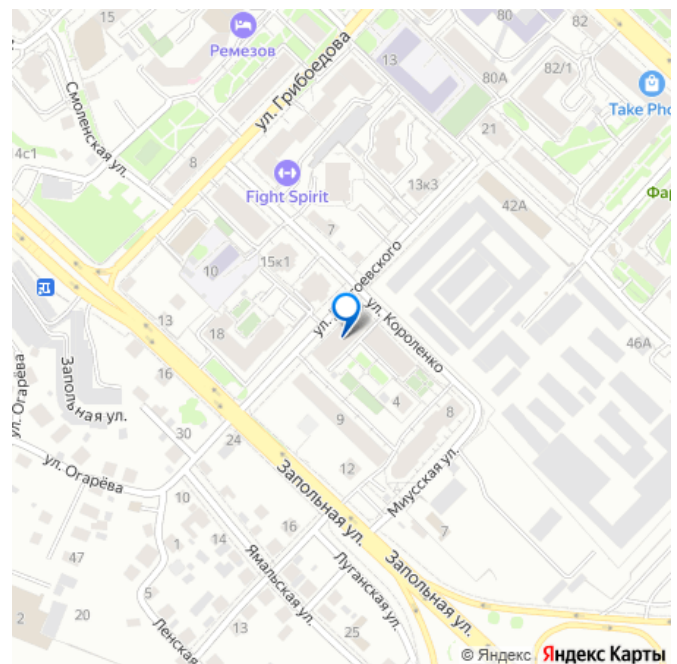 82
Ремезов
13
80А
82/1
ул. Грибоедова
Take Pho
Смоленская ул.
21
4с1
8
Fight Spirit
13к3
42А
Фар
7
15к1
10
ул. оевского
ул. Короленко
13
18
46А
16
Запольная ул.
ул. Огарёва
4
8
9
30
24
12
Миусская ул.
ул. Огарёва
Запольная ул.
10
16
7
1
14
47
Ямальская ул.
Луганская ул.
Запольная ул.
5
2
20
Ленская
13
25
© Яндекс Яндекс Карты